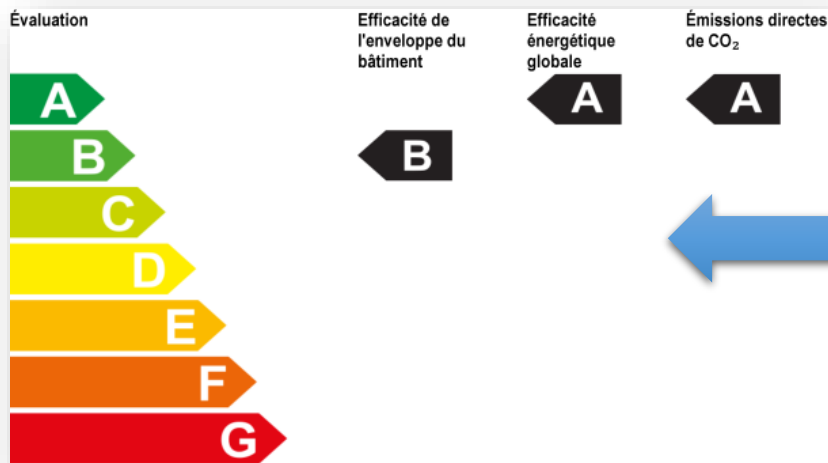 Évaluation
Efficacité de
l'enveloppe du
bâtiment
Efficacité
énergétique
globale
Émissions directes
de CO₂
A
A
A
B
B
C
D
E
F
G